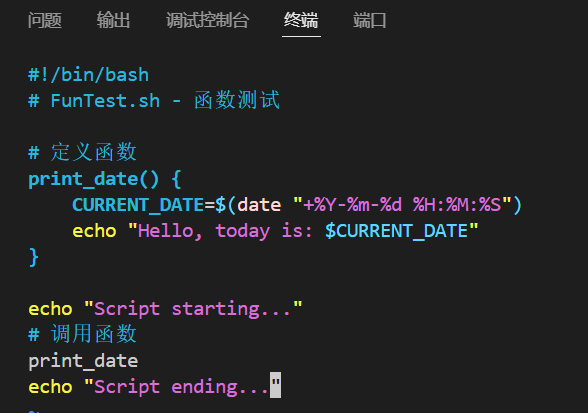 问题 输出 调试控制台 终端 端口
#!/bin/bash
# FunTest.sh - 函数测试
# 定义函数
print_date() {
    CURRENT_DATE=$(date "+%Y-%m-%d %H:%M:%S")
    echo "Hello, today is: $CURRENT_DATE"
}
echo "Script starting..."
# 调用函数
print_date
echo "Script ending..."